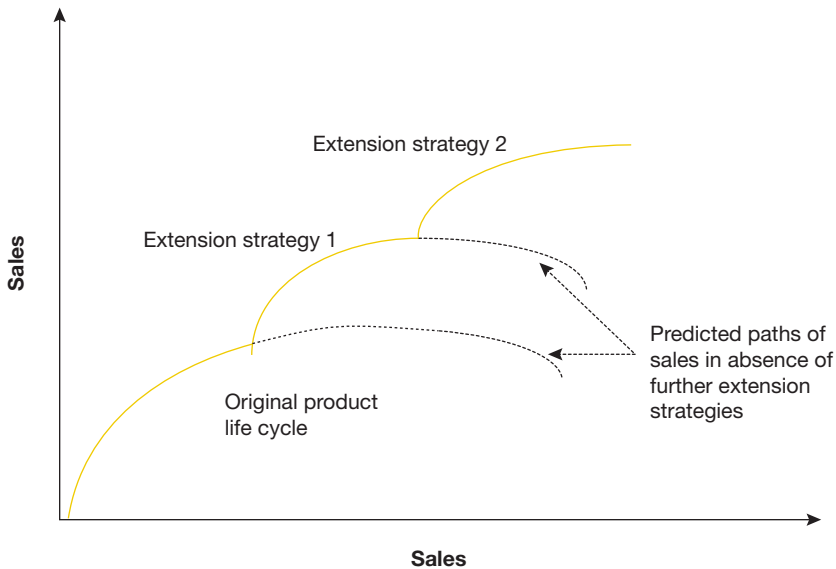 Extension strategy 2
Extension strategy 1
Sales
Predicted paths of
sales in absence of
further extension
strategies
Original product
life cycle
Sales